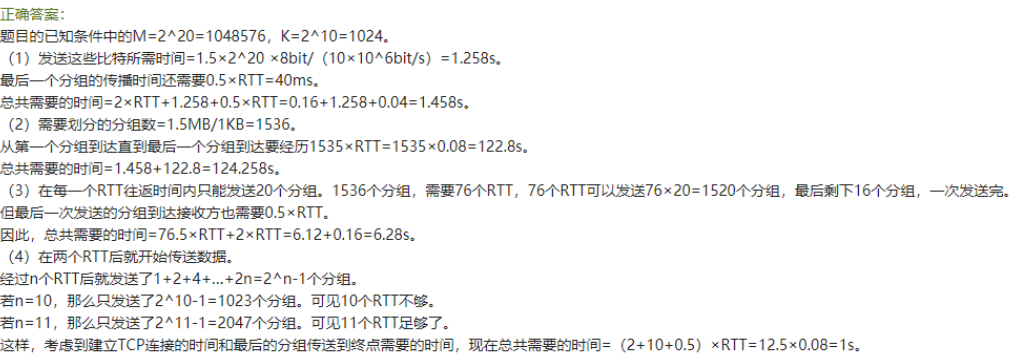 正确答案：
题目的已知条件中的M=2^20=1048576，K=2^10=1024。
（1）发送这些比特所需时间=1.5×2^20 ×8bit/（10×10^6bit/s）=1.258s。
最后一个分组的传播时间还需要0.5×RTT=40ms。
总共需要的时间=2×RTT+1.258+0.5×RTT=0.16+1.258+0.04=1.458s。
（2）需要划分的分组数=1.5MB/1KB=1536。
从第一个分组到达直到最后一个分组到达要经历1535×RTT=1535×0.08=122.8s。
总共需要的时间=1.458+122.8=124.258s。
（3）在每一个RTT往返时间内只能发送20个分组。1536个分组，需要76个RTT，76个RTT可以发送76×20=1520个分组，最后剩下16个分组，一次发送完。
但最后一次发送的分组到达接收方也需要0.5×RTT。
因此，总共需要的时间=76.5×RTT+2×RTT=6.12+0.16=6.28s。
（4）在两个RTT后就开始传送数据。
经过n个RTT后就发送了1+2+4+...+2n=2^n-1个分组。
若n=10，那么只发送了2^10-1=1023个分组。可见10个RTT不够。
若n=11，那么只发送了2^11-1=2047个分组。可见11个RTT足够了。
这样，考虑到建立TCP连接的时间和最后的分组传送到终点需要的时间，现在总共需要的时间=（2+10+0.5）×RTT=12.5×0.08=1s。